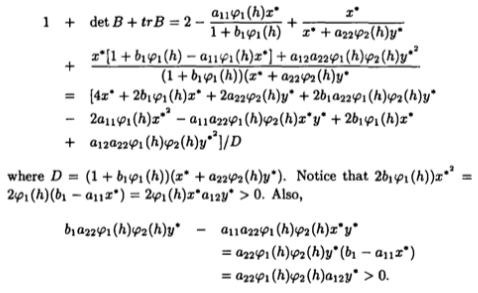 1 + det B + trB = 2 − a₁₁φ₁(h)x* / (1 + b₁φ₁(h)) + x* / (x* + a₂₂φ₂(h)y*)
+ x*[1 + b₁φ₁(h) − a₁₁φ₁(h)x*] + a₁₂a₂₂φ₁(h)φ₂(h)y*² / (1 + b₁φ₁(h))(x* + a₂₂φ₂(h)y*
= [4x* + 2b₁φ₁(h)x* + 2a₂₂φ₂(h)y* + 2b₁a₂₂φ₁(h)φ₂(h)y*
− 2a₁₁φ₁(h)x*² − a₁₁a₂₂φ₁(h)φ₂(h)x*y* + 2b₁φ₁(h)x*
+ a₁₂a₂₂φ₁(h)φ₂(h)y*²]/D
where D = (1 + b₁φ₁(h))(x* + a₂₂φ₂(h)y*). Notice that 2b₁φ₁(h))x*² =
2φ₁(h)(b₁ − a₁₁x*) = 2φ₁(h)x*a₁₂y* > 0. Also,
b₁a₂₂φ₁(h)φ₂(h)y* − a₁₁a₂₂φ₁(h)φ₂(h)x*y*
= a₂₂φ₁(h)φ₂(h)y*(b₁ − a₁₁x*)
= a₂₂φ₁(h)φ₂(h)a₁₂y* > 0.